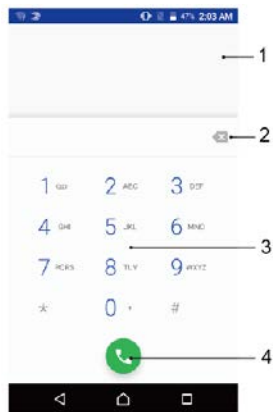 47% 2:03 AM
1
2
1 2 ABC 3 DEF
4 GHI 5 JKL 6 MNO
3
7 PQRS 8 TUV 9 WXYZ
* 0 + #
4